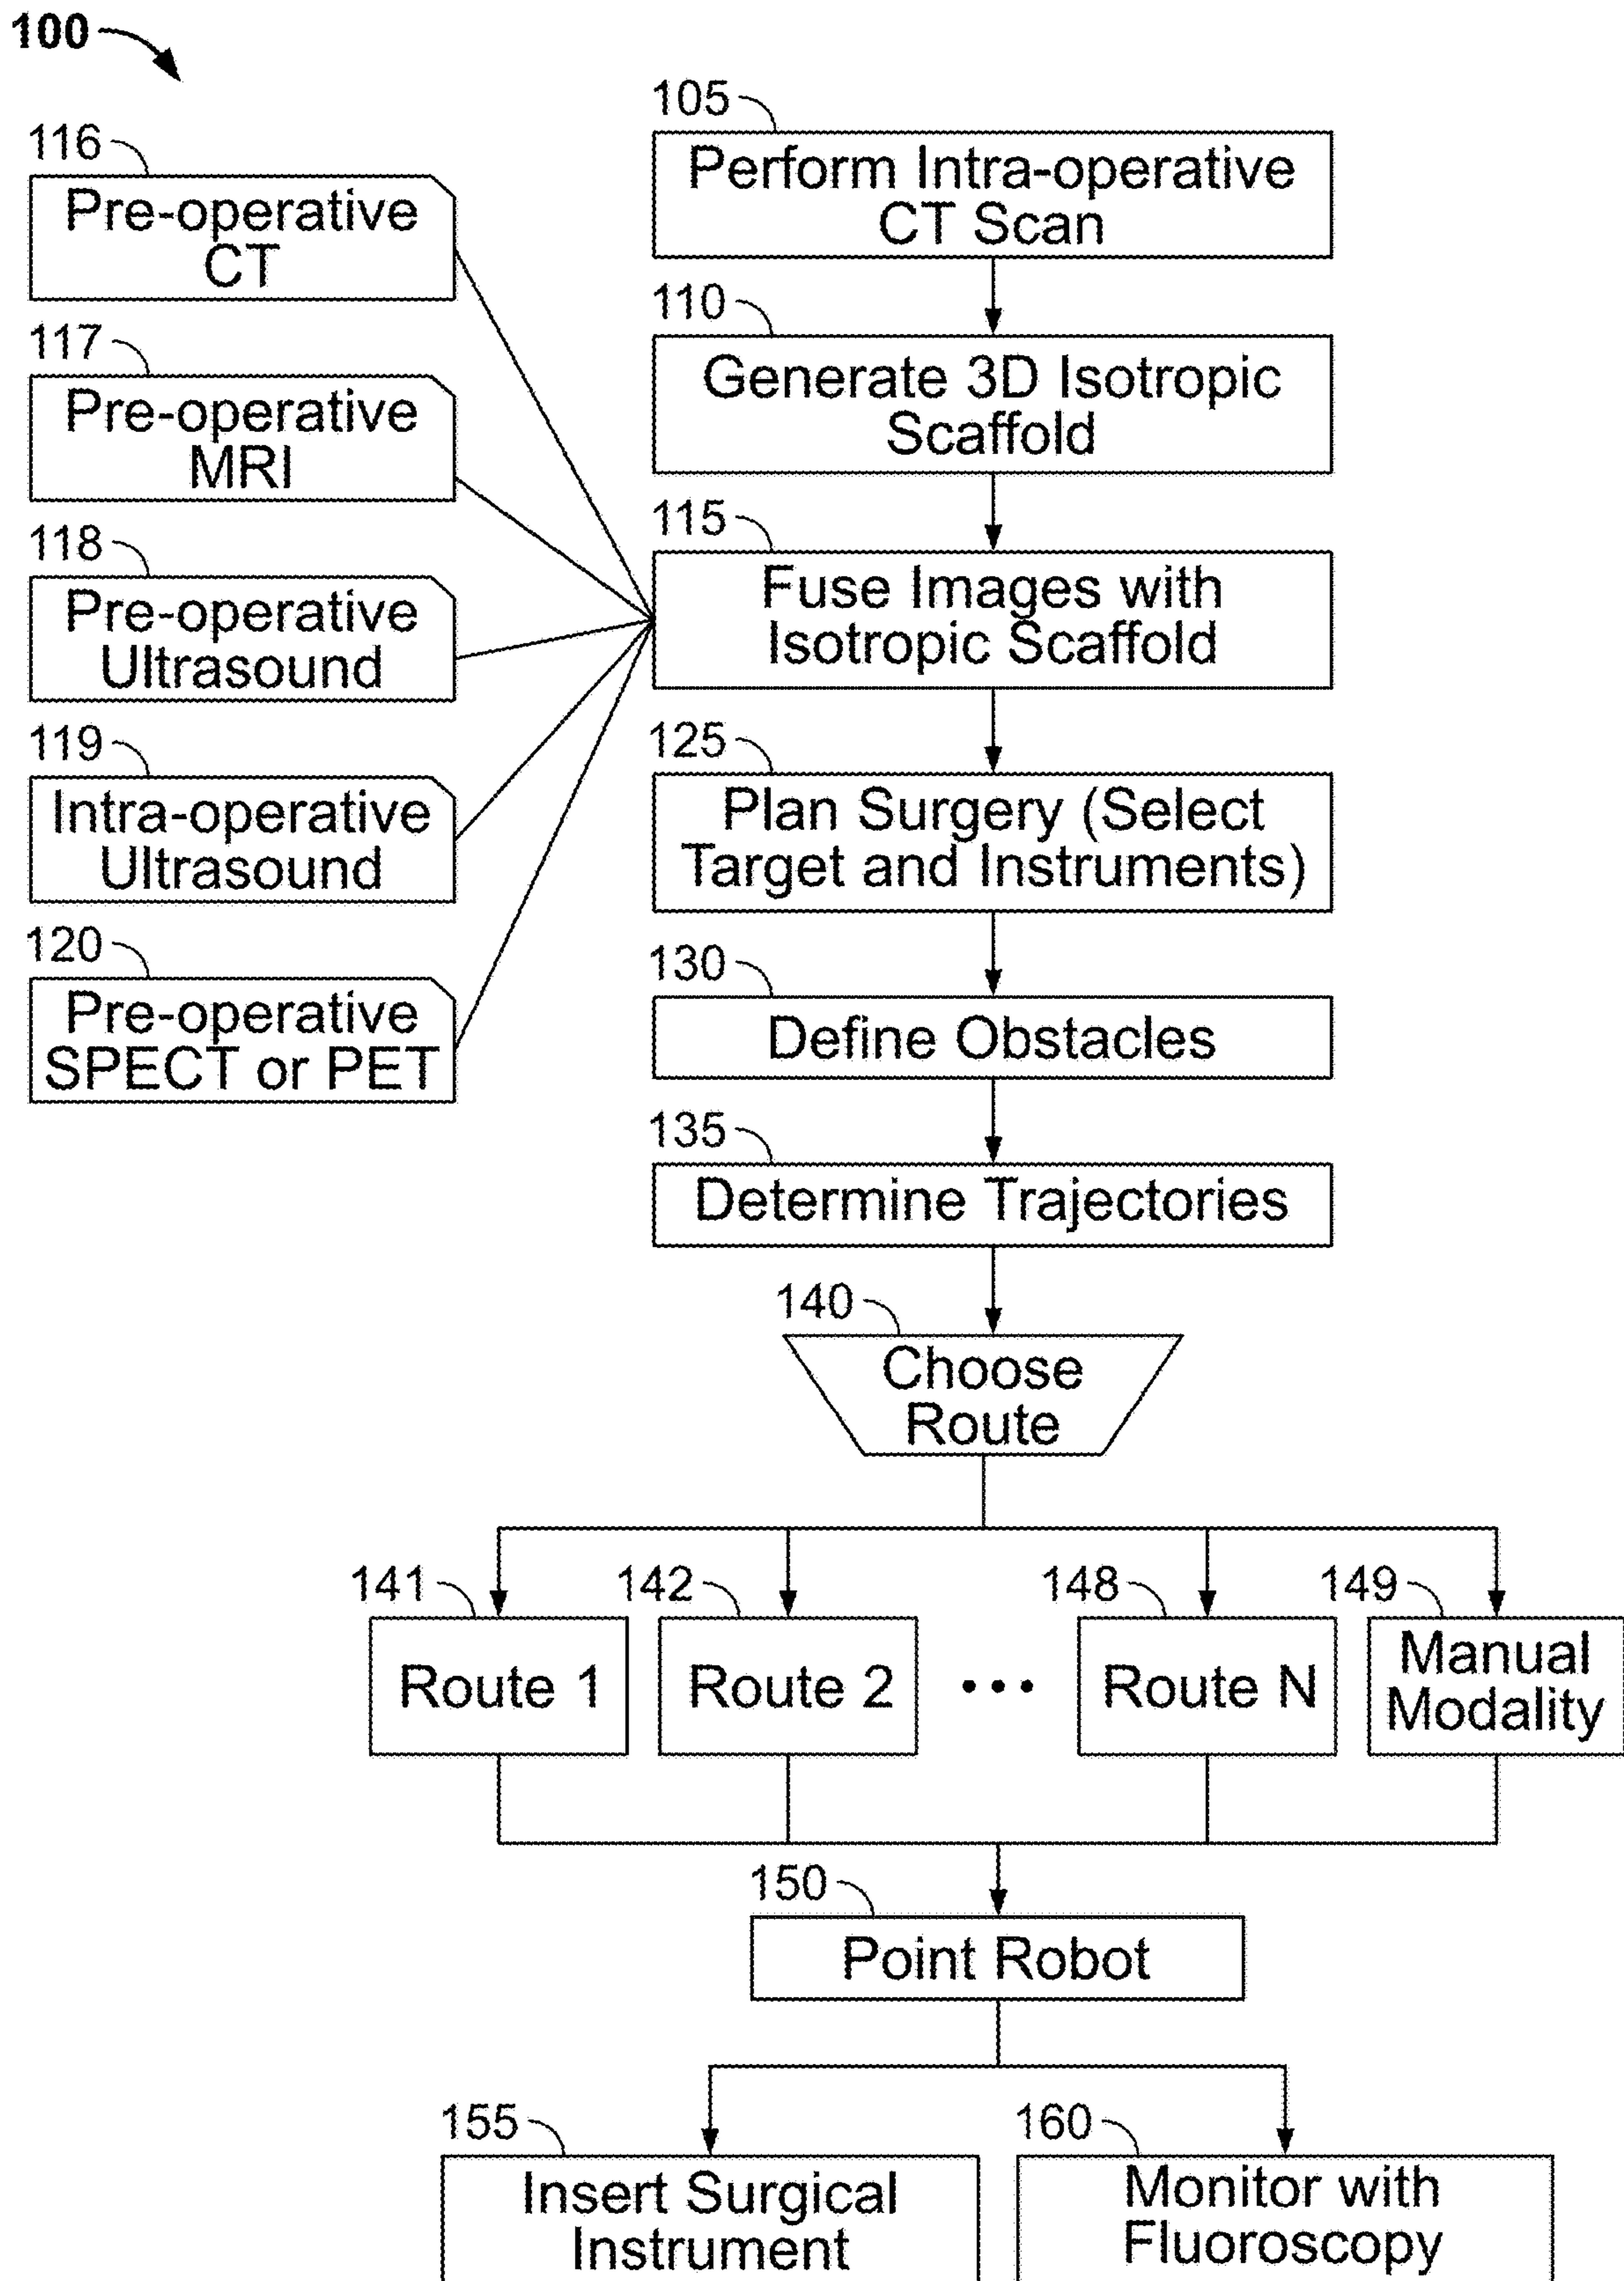 100
105
Perform Intra-operative
CT Scan
116
Pre-operative
CT
110
Generate 3D Isotropic
Scaffold
117
Pre-operative
MRI
115
Fuse Images with
Isotropic Scaffold
118
Pre-operative
Ultrasound
119
Intra-operative
Ultrasound
125
Plan Surgery (Select
Target and Instruments)
120
Pre-operative
SPECT or PET
130
Define Obstacles
135
Determine Trajectories
140
Choose
Route
141
Route 1
142
Route 2
•••
148
Route N
149
Manual
Modality
150
Point Robot
155
Insert Surgical
Instrument
160
Monitor with
Fluoroscopy